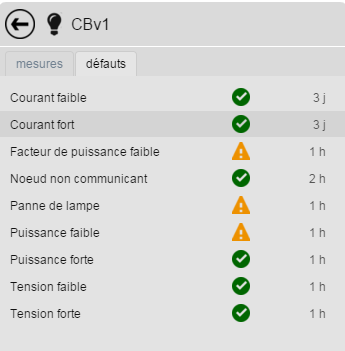 CBv1
mesures défauts
Courant faible 3 j
Courant fort 3 j
Facteur de puissance faible 1 h
Noeud non communicant 2 h
Panne de lampe 1 h
Puissance faible 1 h
Puissance forte 1 h
Tension faible 1 h
Tension forte 1 h